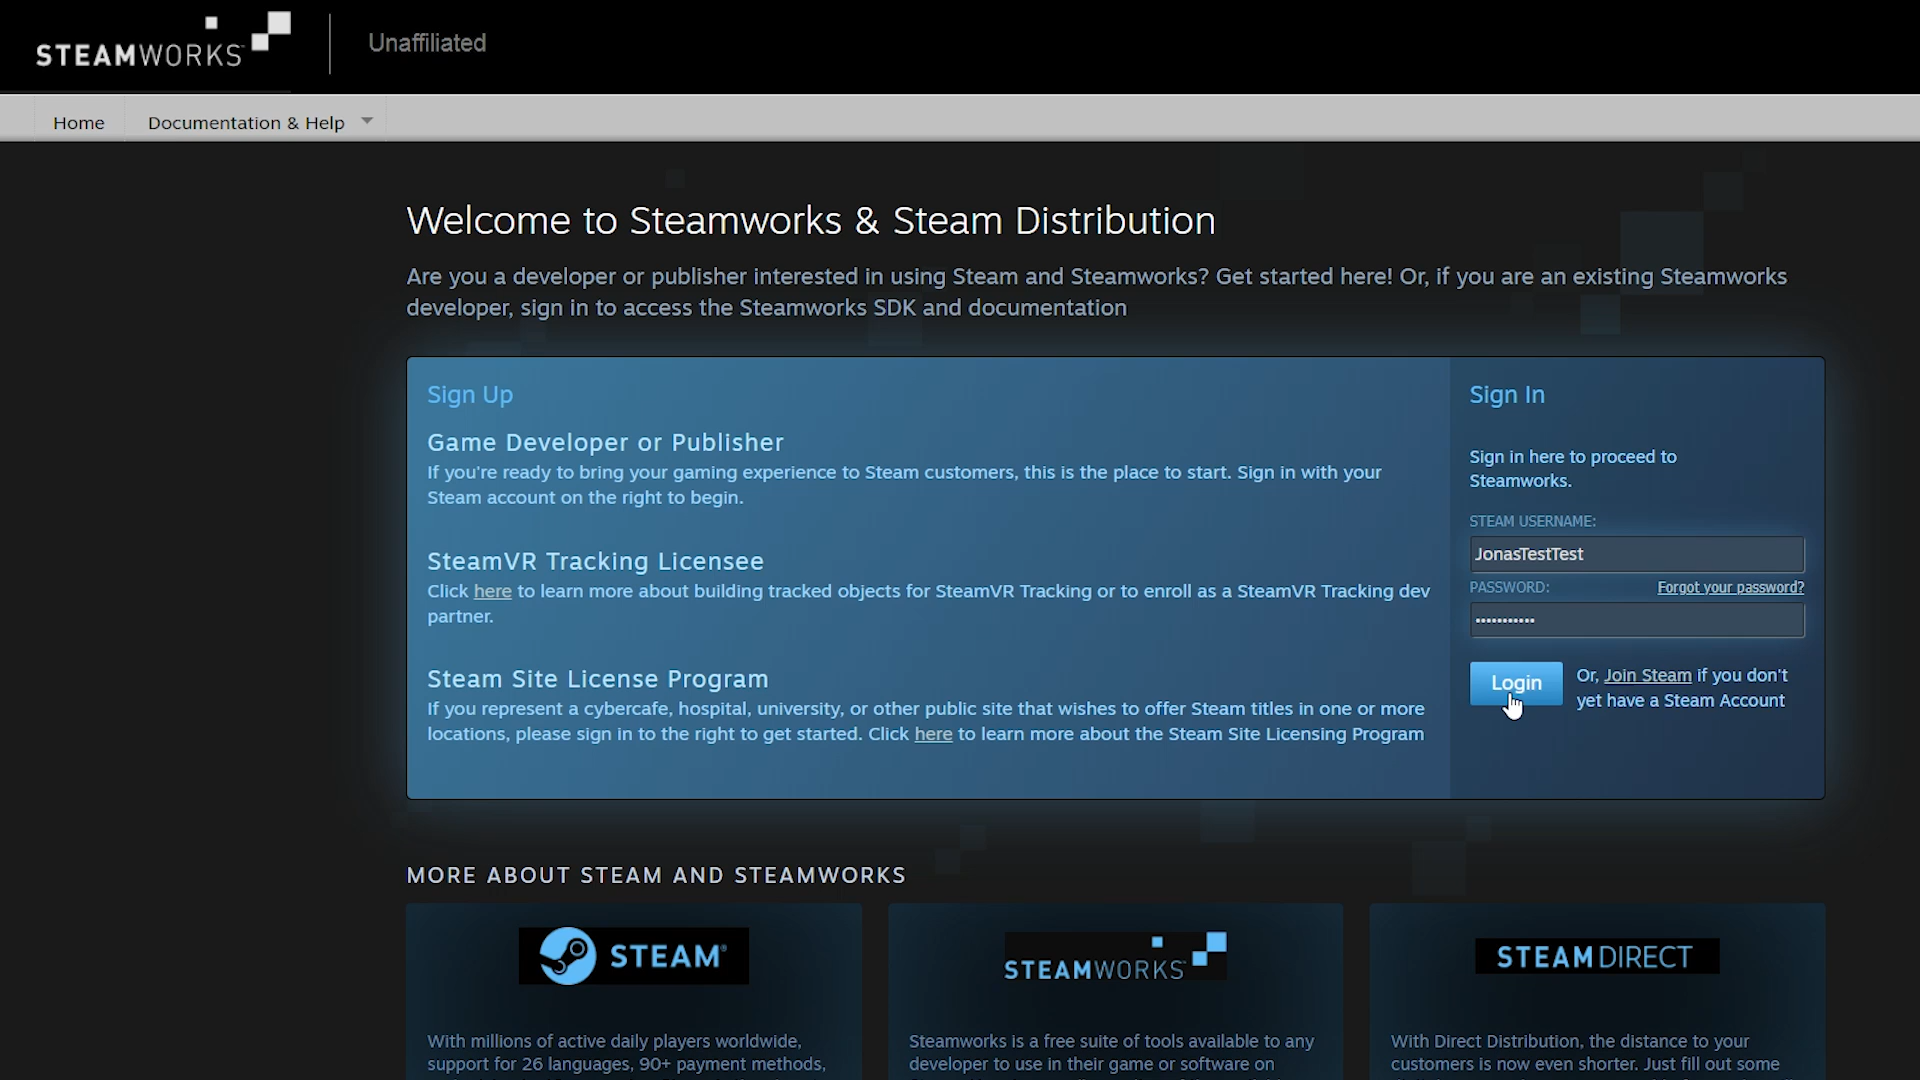 STEAMWORKS
Unaffiliated
Home
Documentation & Help
Welcome to Steamworks & Steam Distribution
Are you a developer or publisher interested in using Steam and Steamworks? Get started here! Or, if you are an existing Steamworks
developer, sign in to access the Steamworks SDK and documentation
Sign Up
Game Developer or Publisher
If you're ready to bring your gaming experience to Steam customers, this is the place to start. Sign in with your
Steam account on the right to begin.
SteamVR Tracking Licensee
Click here to learn more about building tracked objects for SteamVR Tracking or to enroll as a SteamVR Tracking dev
partner.
Steam Site License Program
If you represent a cybercafe, hospital, university, or other public site that wishes to offer Steam titles in one or more
locations, please sign in to the right to get started. Click here to learn more about the Steam Site Licensing Program
Sign In
Sign in here to proceed to
Steamworks.
STEAM USERNAME:
JonasTestTest
PASSWORD:
Forgot your password?
•••••••••••
Login
Or, Join Steam if you don't
yet have a Steam Account
MORE ABOUT STEAM AND STEAMWORKS
STEAM®
With millions of active daily players worldwide,
support for 26 languages, 90+ payment methods,
STEAMWORKS
Steamworks is a free suite of tools available to any
developer to use in their game or software on
STEAM DIRECT
With Direct Distribution, the distance to your
customers is now even shorter. Just fill out some